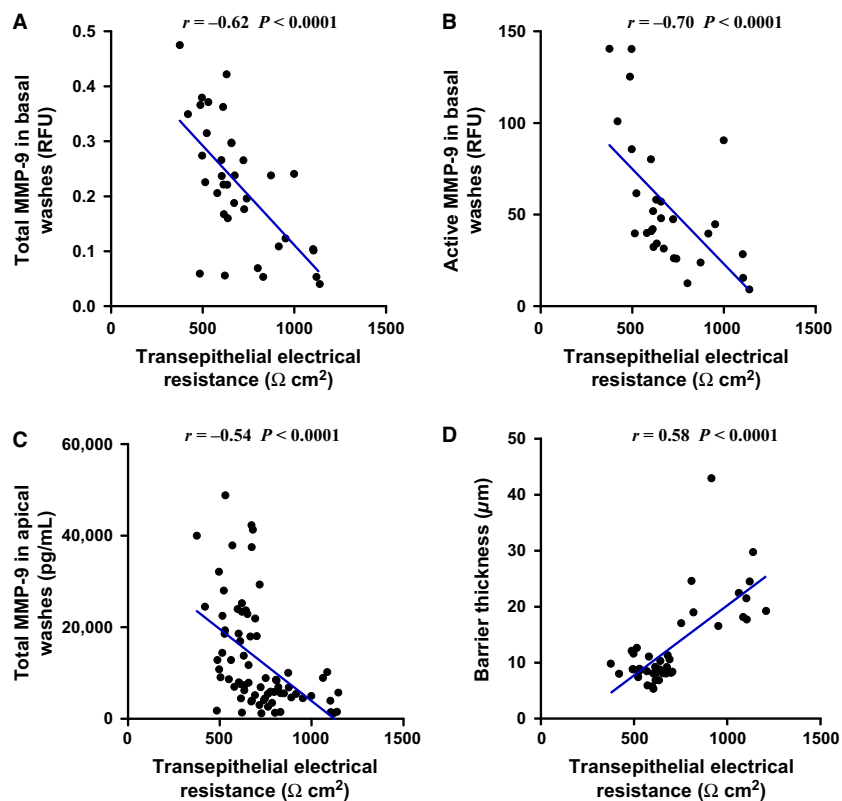 A
r = –0.62 P < 0.0001
Total MMP-9 in basal
washes (RFU)
0.5
0.4
0.3
0.2
0.1
0.0
0
500
1000
1500
Transepithelial electrical
resistance (Ω cm²)
B
r = –0.70 P < 0.0001
Active MMP-9 in basal
washes (RFU)
150
100
50
0
0
500
1000
1500
Transepithelial electrical
resistance (Ω cm²)
C
r = –0.54 P < 0.0001
Total MMP-9 in apical
washes (pg/mL)
60,000
40,000
20,000
0
0
500
1000
1500
Transepithelial electrical
resistance (Ω cm²)
D
r = 0.58 P < 0.0001
Barrier thickness (µm)
50
40
30
20
10
0
0
500
1000
1500
Transepithelial electrical
resistance (Ω cm²)